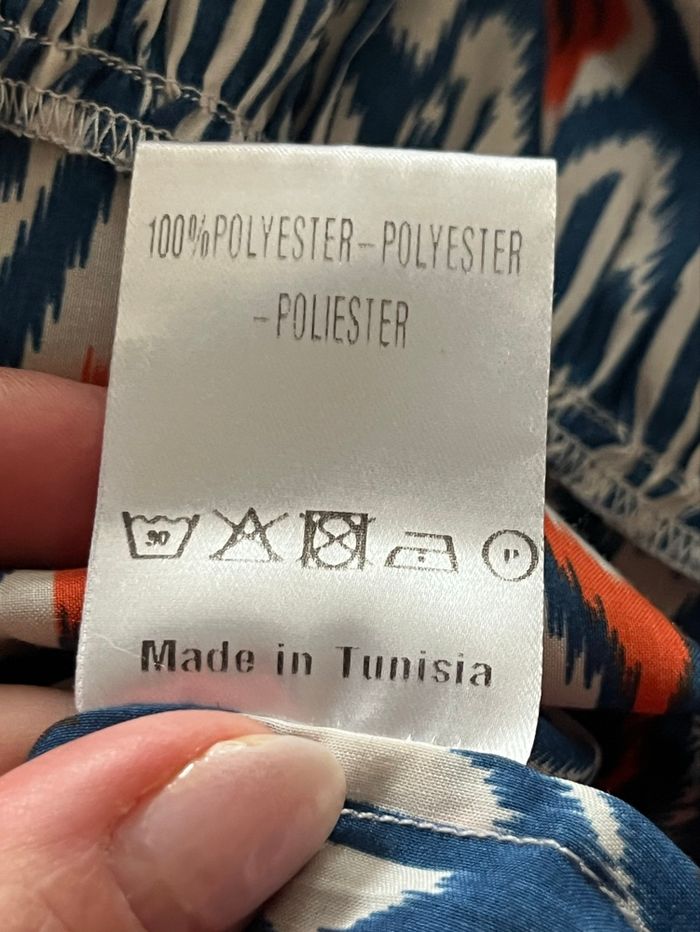 100%POLYESTER-POLYESTER
-POLIESTER
P
Made in Tunisia